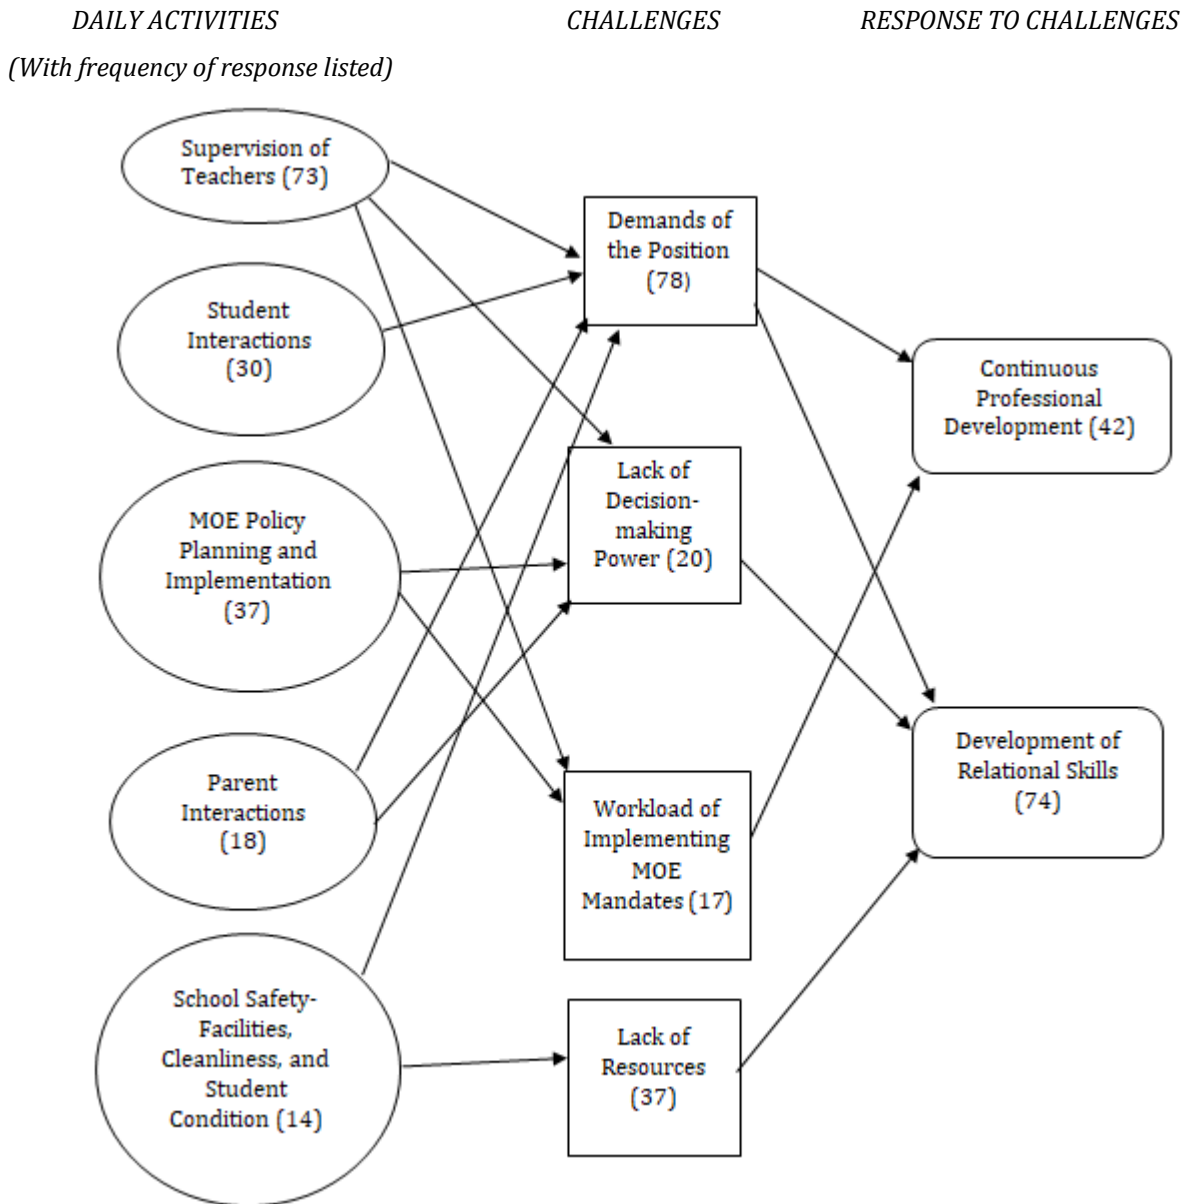 DAILY ACTIVITIES
CHALLENGES
RESPONSE TO CHALLENGES
(With frequency of response listed)
Supervision of
Teachers (73)
Student
Interactions
(30)
MOE Policy
Planning and
Implementation
(37)
Parent
Interactions
(18)
School Safety-
Facilities,
Cleanliness, and
Student
Condition (14)
Demands of
the Position
(78)
Lack of
Decision-
making
Power (20)
Workload of
Implementing
MOE
Mandates (17)
Lack of
Resources
(37)
Continuous
Professional
Development (42)
Development of
Relational Skills
(74)